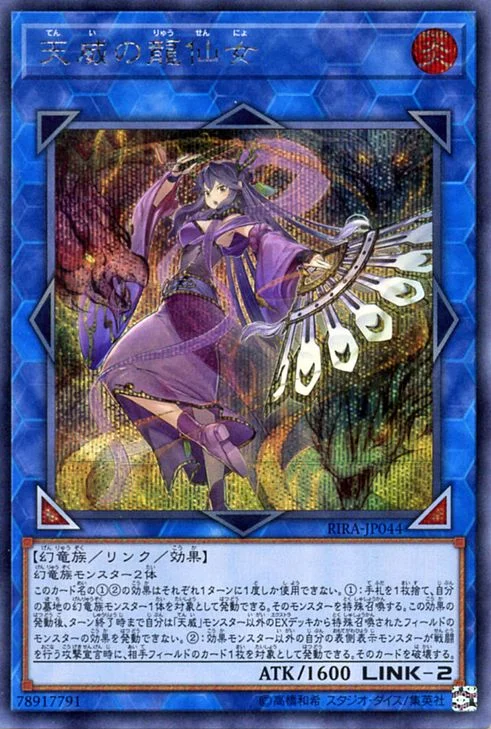 天威の龍仙女
てん い りゅう せん にょ
炎
RIRA-JP044
【幻竜族／リンク／効果】
幻竜族モンスター2体
このカード名の①②の効果はそれぞれ1ターンに1度しか使用できない。①：手札を1枚捨て、自分
の墓地の幻竜族モンスター1体を対象として発動できる。そのモンスターを特殊召喚する。この効果の
発動後、ターン終了時まで自分は「天威」モンスター以外のEXデッキから特殊召喚されたフィールドの
モンスターの効果を発動できない。②：効果モンスター以外の自分の表側表示モンスターが戦闘
を行う攻撃宣言時に、相手フィールドのカード1枚を対象として発動できる。そのカードを破壊する。
ATK/1600 LINK-2
78917791
©高橋和希 スタジオ・ダイス/集英社